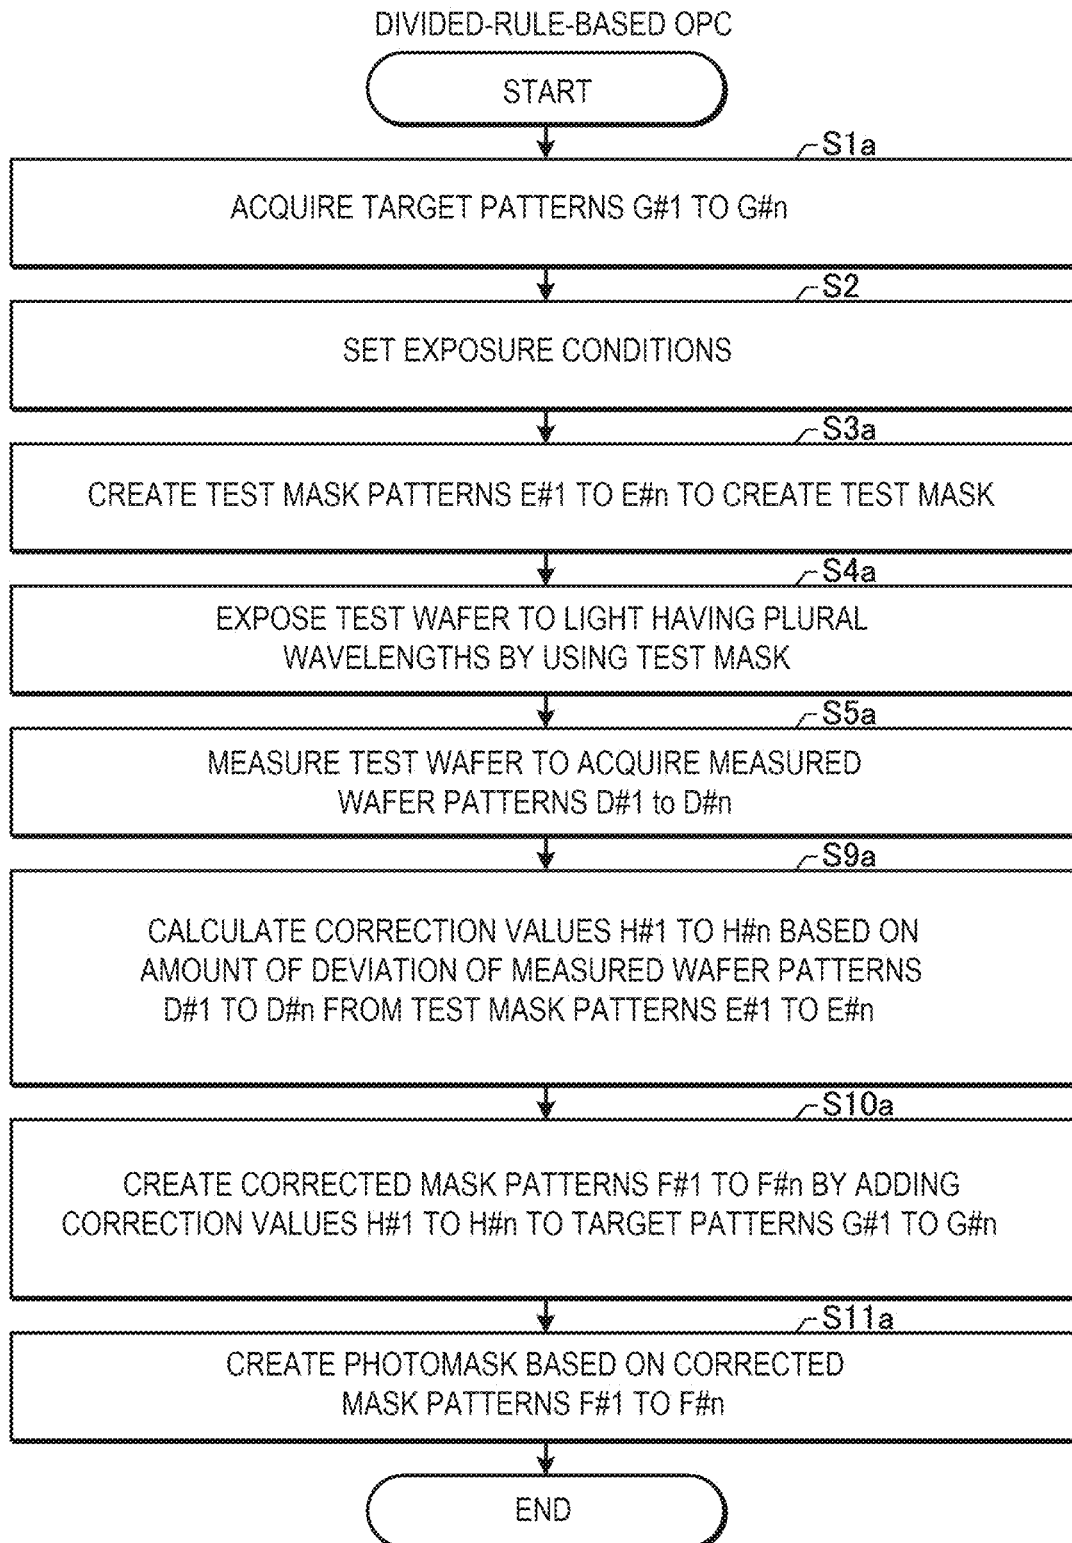 DIVIDED-RULE-BASED OPC
START
S1a
ACQUIRE TARGET PATTERNS G#1 TO G#n
S2
SET EXPOSURE CONDITIONS
S3a
CREATE TEST MASK PATTERNS E#1 TO E#n TO CREATE TEST MASK
S4a
EXPOSE TEST WAFER TO LIGHT HAVING PLURAL
WAVELENGTHS BY USING TEST MASK
S5a
MEASURE TEST WAFER TO ACQUIRE MEASURED
WAFER PATTERNS D#1 to D#n
S9a
CALCULATE CORRECTION VALUES H#1 TO H#n BASED ON
AMOUNT OF DEVIATION OF MEASURED WAFER PATTERNS
D#1 TO D#n FROM TEST MASK PATTERNS E#1 TO E#n
S10a
CREATE CORRECTED MASK PATTERNS F#1 TO F#n BY ADDING
CORRECTION VALUES H#1 TO H#n TO TARGET PATTERNS G#1 TO G#n
S11a
CREATE PHOTOMASK BASED ON CORRECTED
MASK PATTERNS F#1 TO F#n
END